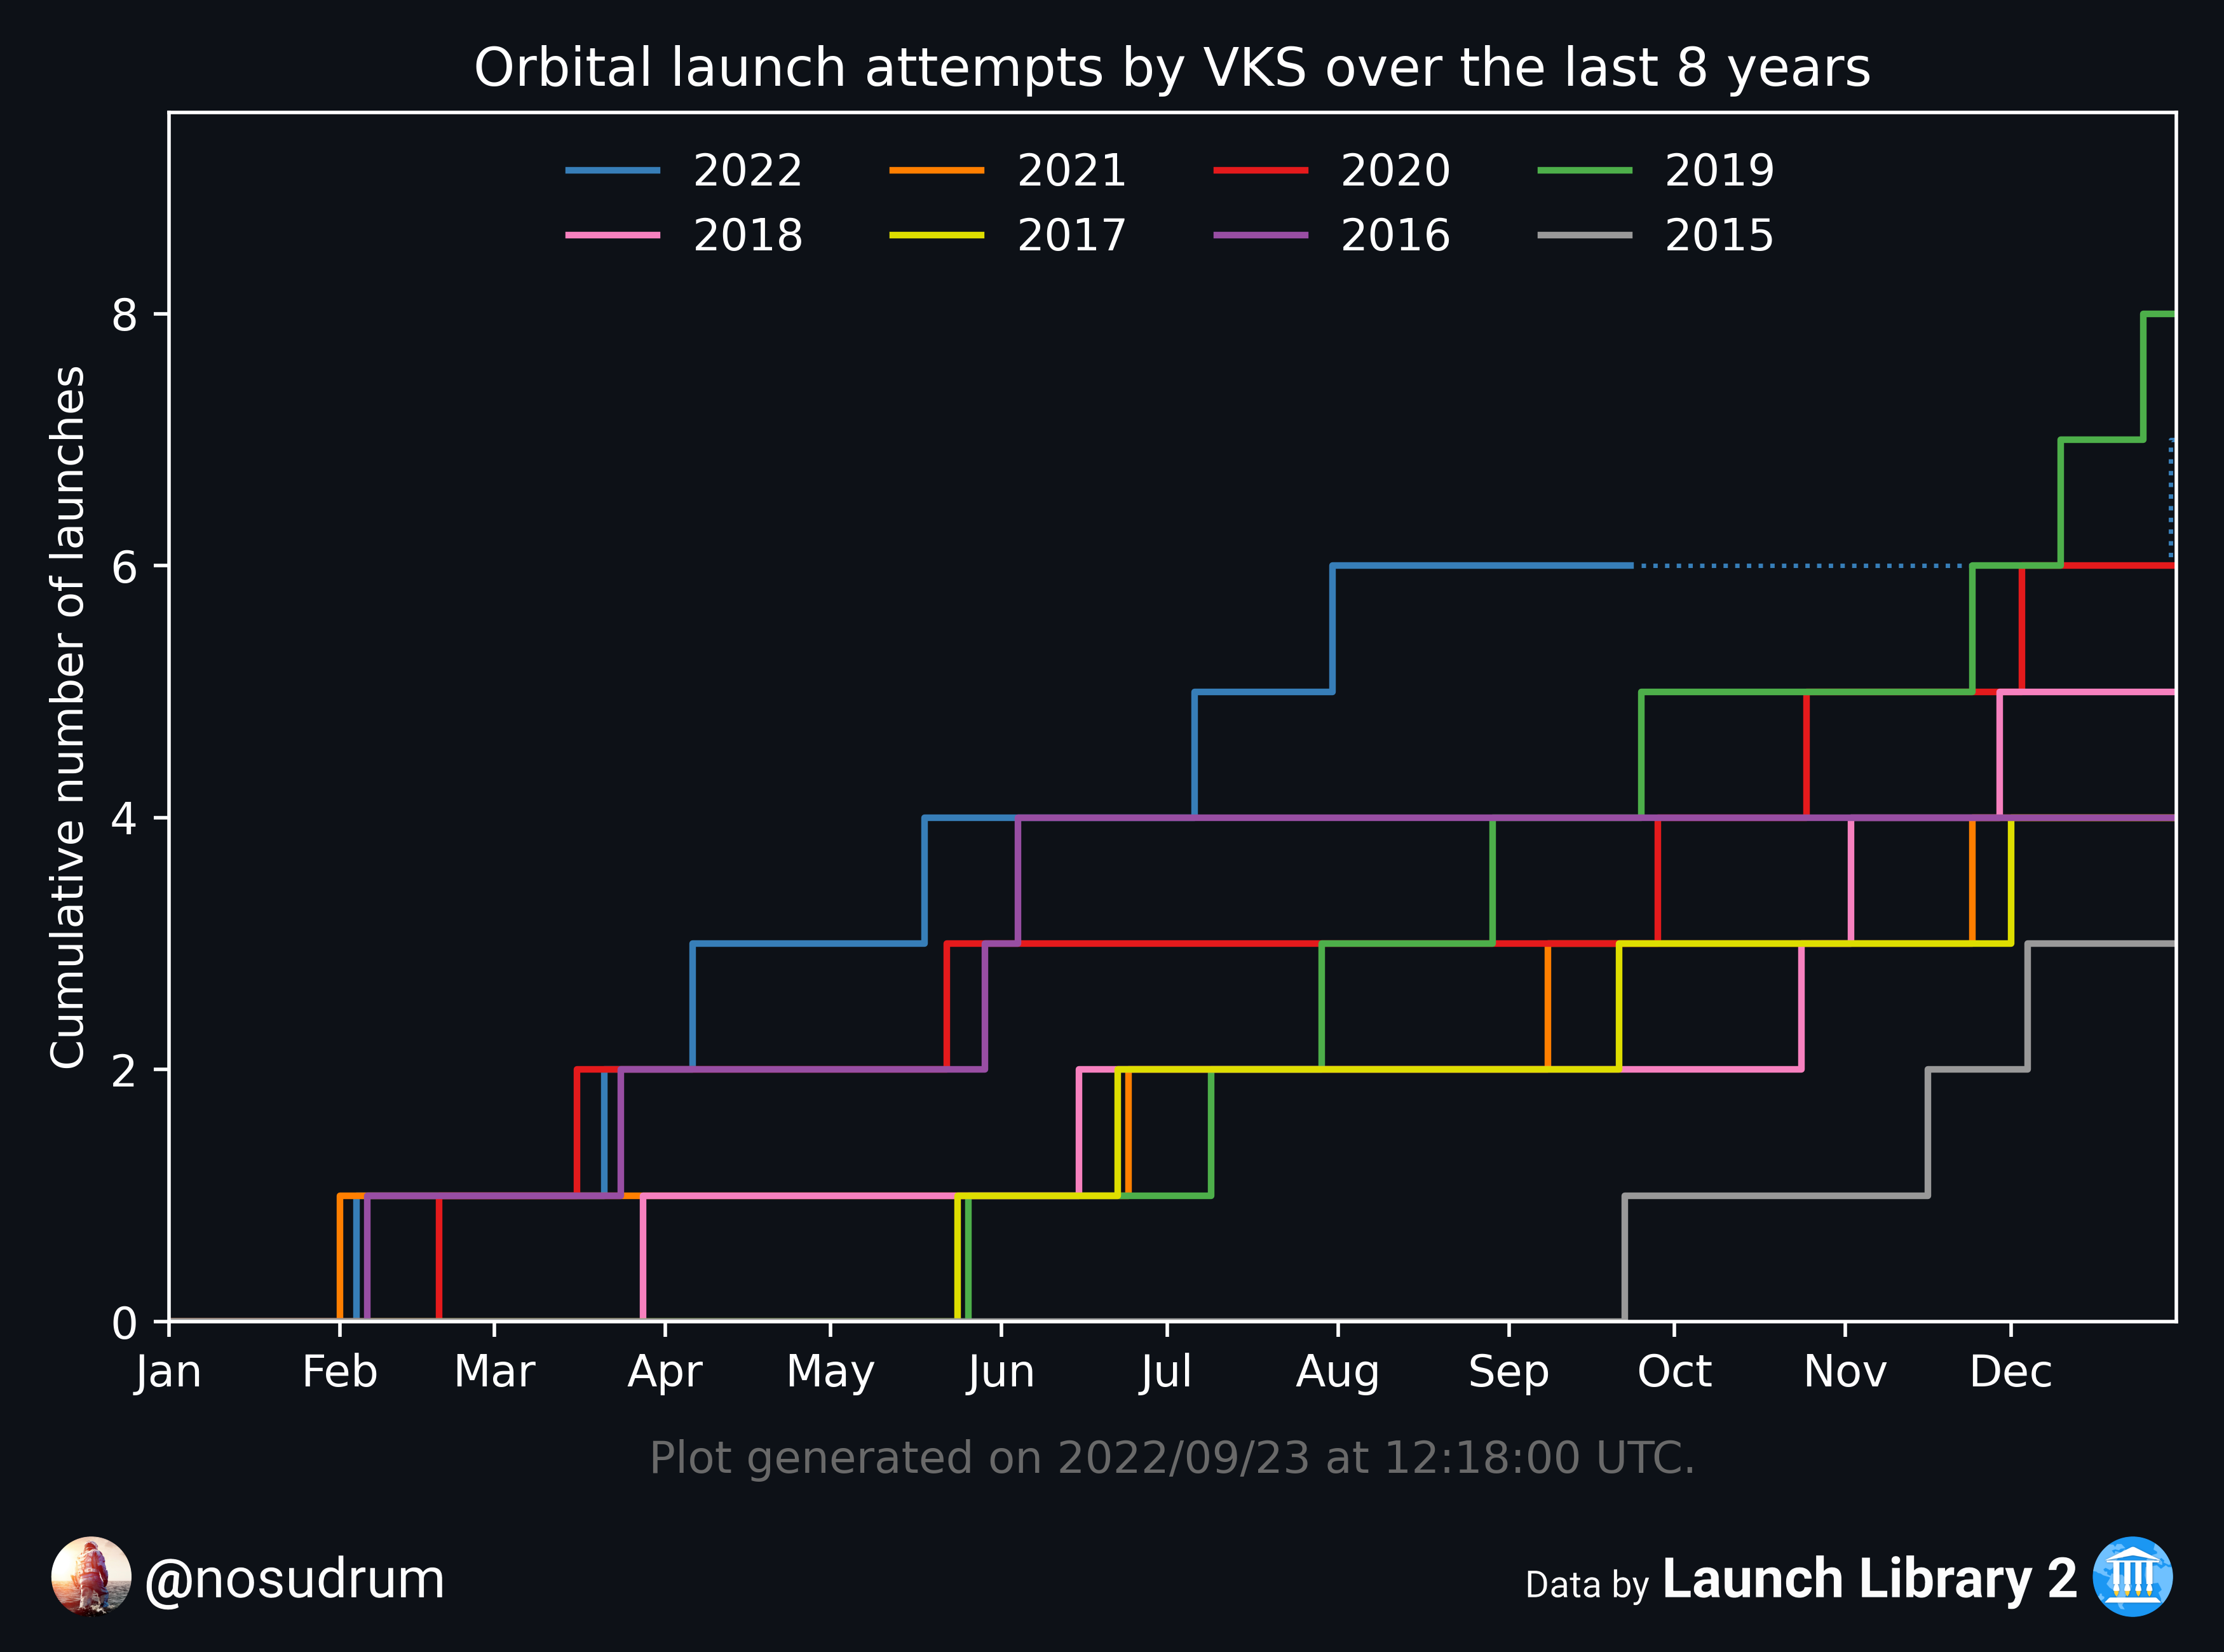 Orbital launch attempts by VKS over the last 8 years
2022 2021 2020 2019
2018 2017 2016 2015
Cumulative number of launches
8
6
4
2
0
Jan Feb Mar Apr May Jun Jul Aug Sep Oct Nov Dec
Plot generated on 2022/09/23 at 12:18:00 UTC.
@nosudrum
Data by Launch Library 2